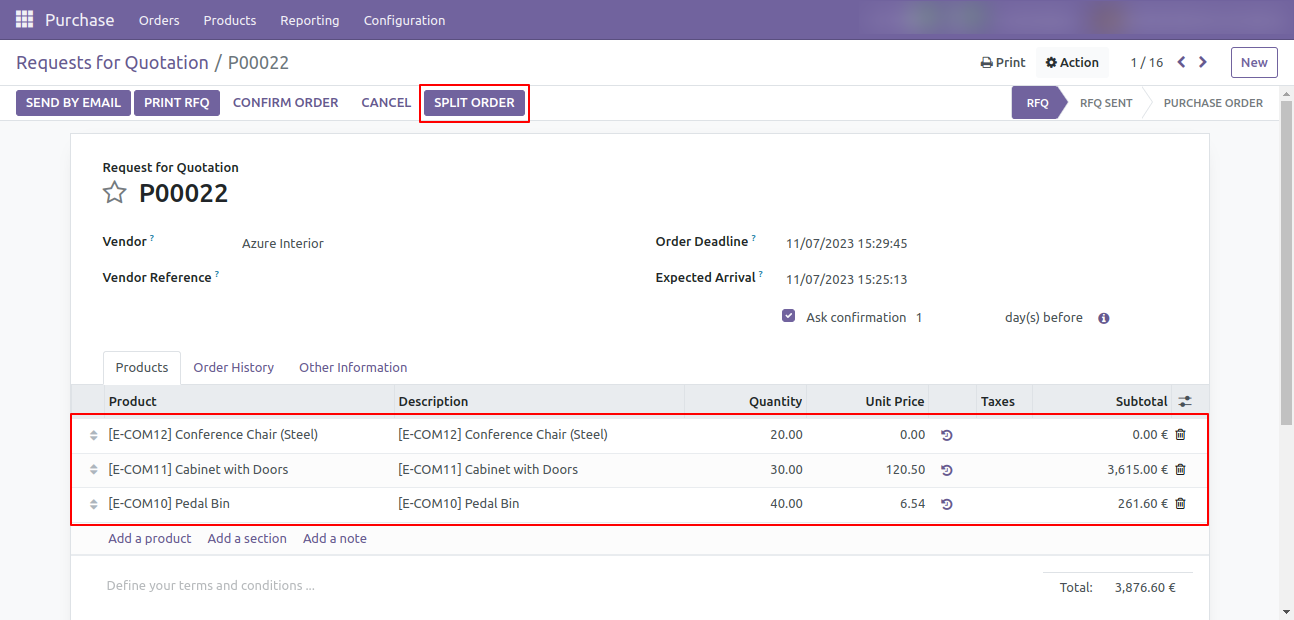 Purchase Orders Products Reporting Configuration
Requests for Quotation / P00022 Print Action 1 / 16 New
SEND BY EMAIL PRINT RFQ CONFIRM ORDER CANCEL SPLIT ORDER RFQ RFQ SENT PURCHASE ORDER
Request for Quotation
P00022
Vendor ? Azure Interior Order Deadline ? 11/07/2023 15:29:45
Vendor Reference ? Expected Arrival ? 11/07/2023 15:25:13
Ask confirmation 1 day(s) before
Products Order History Other Information
Product Description Quantity Unit Price Taxes Subtotal
[E-COM12] Conference Chair (Steel) [E-COM12] Conference Chair (Steel) 20.00 0.00 0.00 €
[E-COM11] Cabinet with Doors [E-COM11] Cabinet with Doors 30.00 120.50 3,615.00 €
[E-COM10] Pedal Bin [E-COM10] Pedal Bin 40.00 6.54 261.60 €
Add a product Add a section Add a note
Define your terms and conditions ... Total: 3,876.60 €